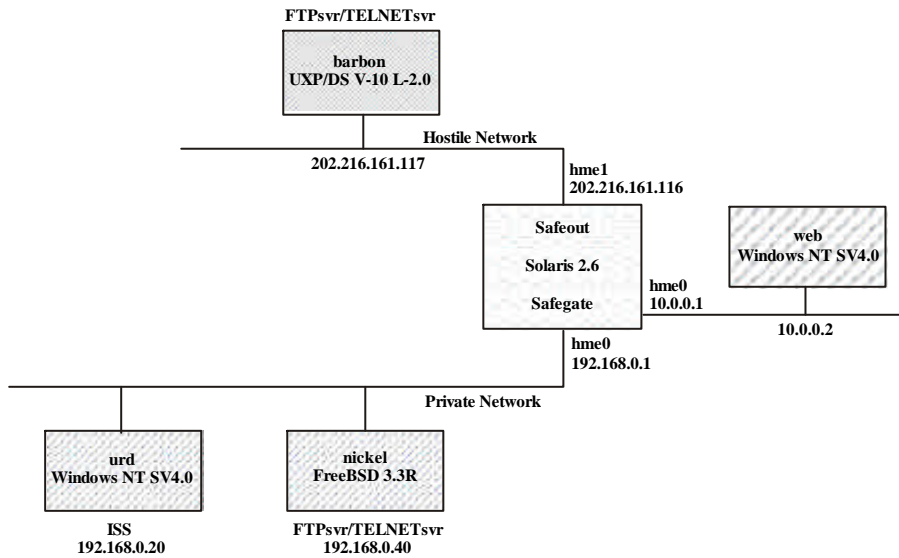 FTPsvr/TELNETsvr
barbon
UXP/DS V-10 L-2.0
Hostile Network
202.216.161.117
hme1
202.216.161.116
Safeout
Solaris 2.6
Safegate
web
Windows NT SV4.0
hme0
10.0.0.1
10.0.0.2
hme0
192.168.0.1
Private Network
urd
Windows NT SV4.0
nickel
FreeBSD 3.3R
ISS
192.168.0.20
FTPsvr/TELNETsvr
192.168.0.40